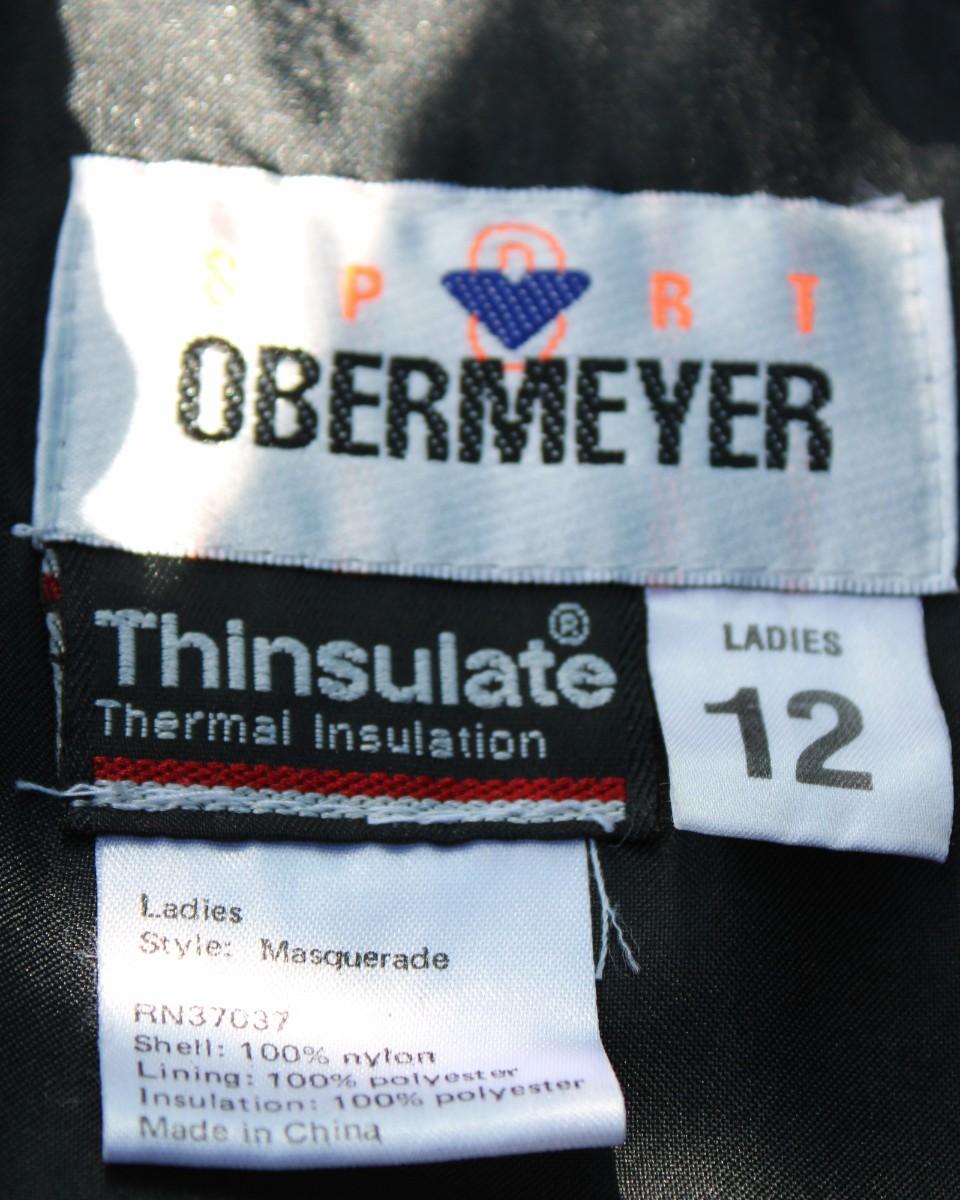 SPORT
OBERMEYER
Thinsulate®
Thermal Insulation
LADIES
12
Ladies
Style: Masquerade
RN37037
Shell: 100% nylon
Lining: 100% polyester
Insulation: 100% polyester
Made in China